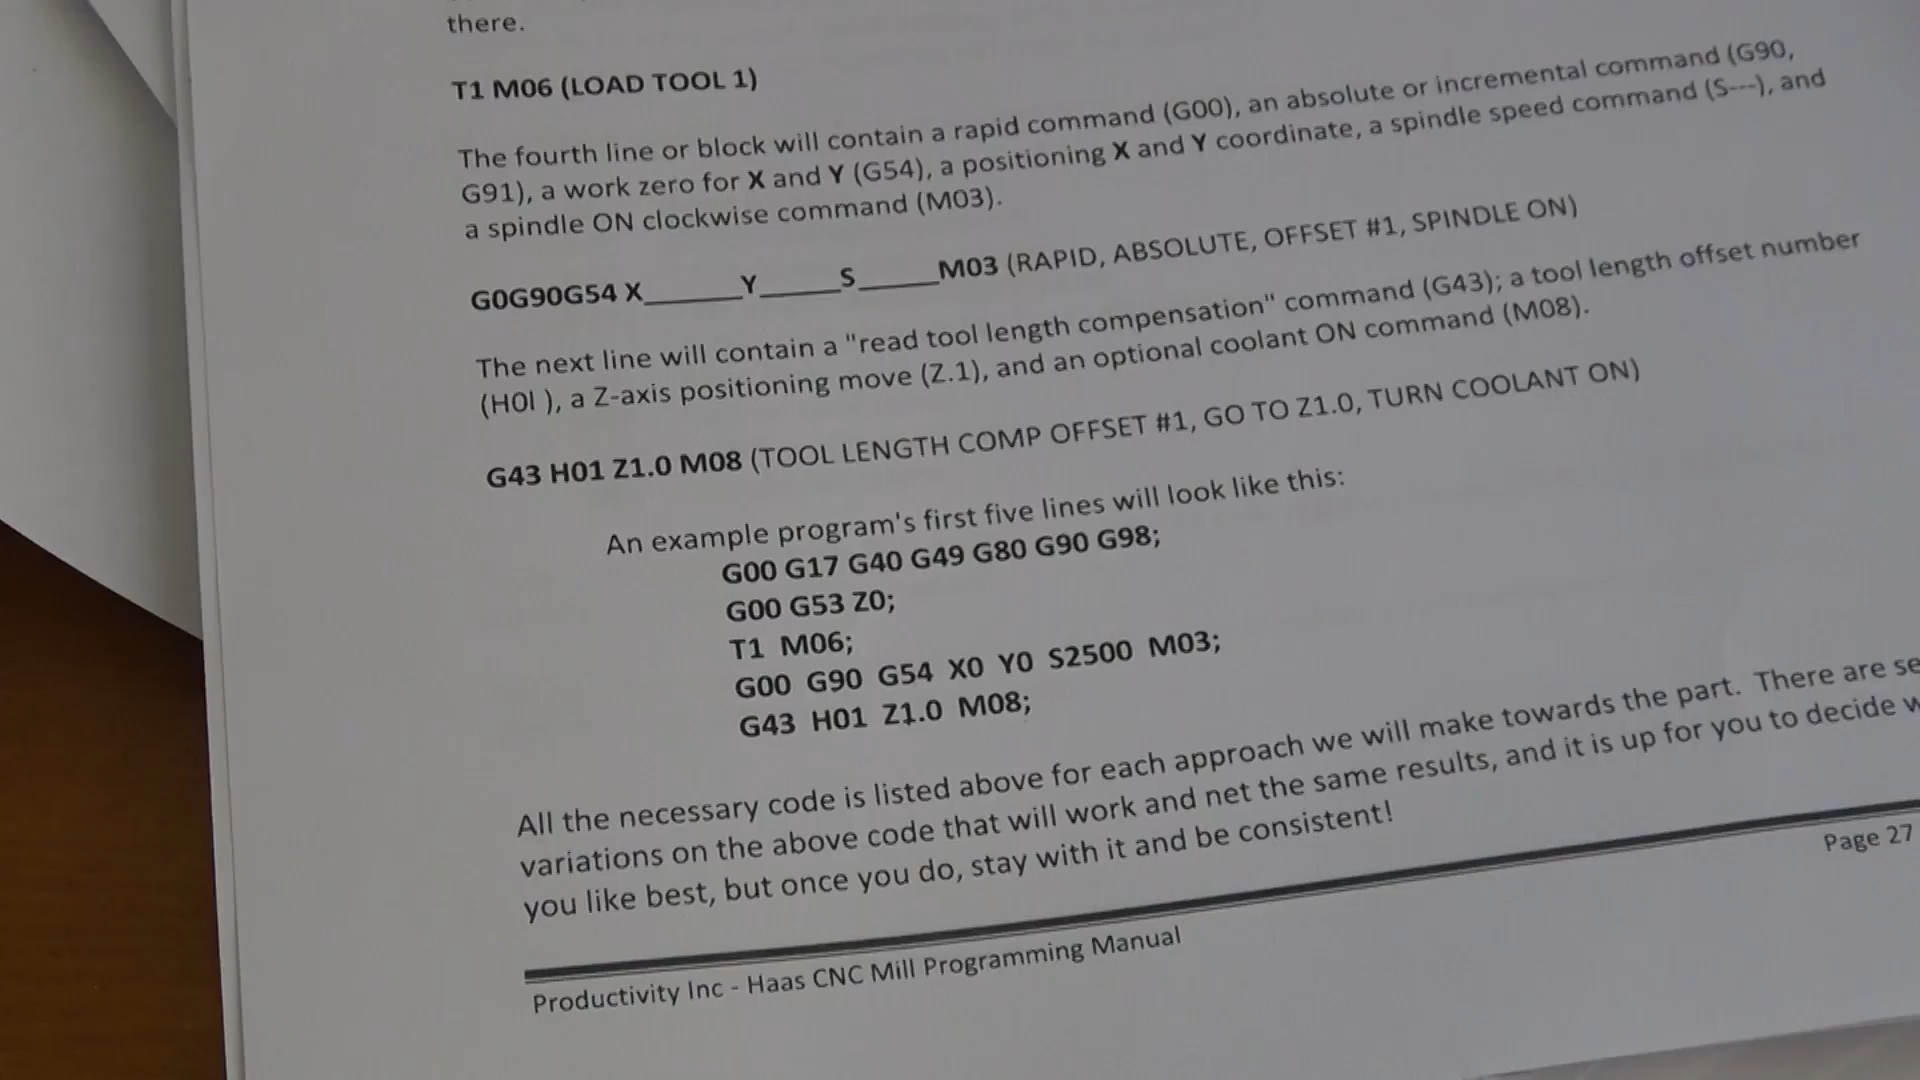 there.
T1 M06 (LOAD TOOL 1)
The fourth line or block will contain a rapid command (G00), an absolute or incremental command (G90,
G91), a work zero for X and Y (G54), a positioning X and Y coordinate, a spindle speed command (S---), and
a spindle ON clockwise command (M03).
G0G90G54 X______Y_____S_____M03 (RAPID, ABSOLUTE, OFFSET #1, SPINDLE ON)
The next line will contain a "read tool length compensation" command (G43); a tool length offset number
(H0l ), a Z-axis positioning move (Z.1), and an optional coolant ON command (M08).
G43 H01 Z1.0 M08 (TOOL LENGTH COMP OFFSET #1, GO TO Z1.0, TURN COOLANT ON)
An example program's first five lines will look like this:
G00 G17 G40 G49 G80 G90 G98;
G00 G53 Z0;
T1 M06;
G00 G90 G54 X0 Y0 S2500 M03;
G43 H01 Z1.0 M08;
All the necessary code is listed above for each approach we will make towards the part. There are
variations on the above code that will work and net the same results, and it is up for you to decide
you like best, but once you do, stay with it and be consistent!
Page 27
Productivity Inc - Haas CNC Mill Programming Manual